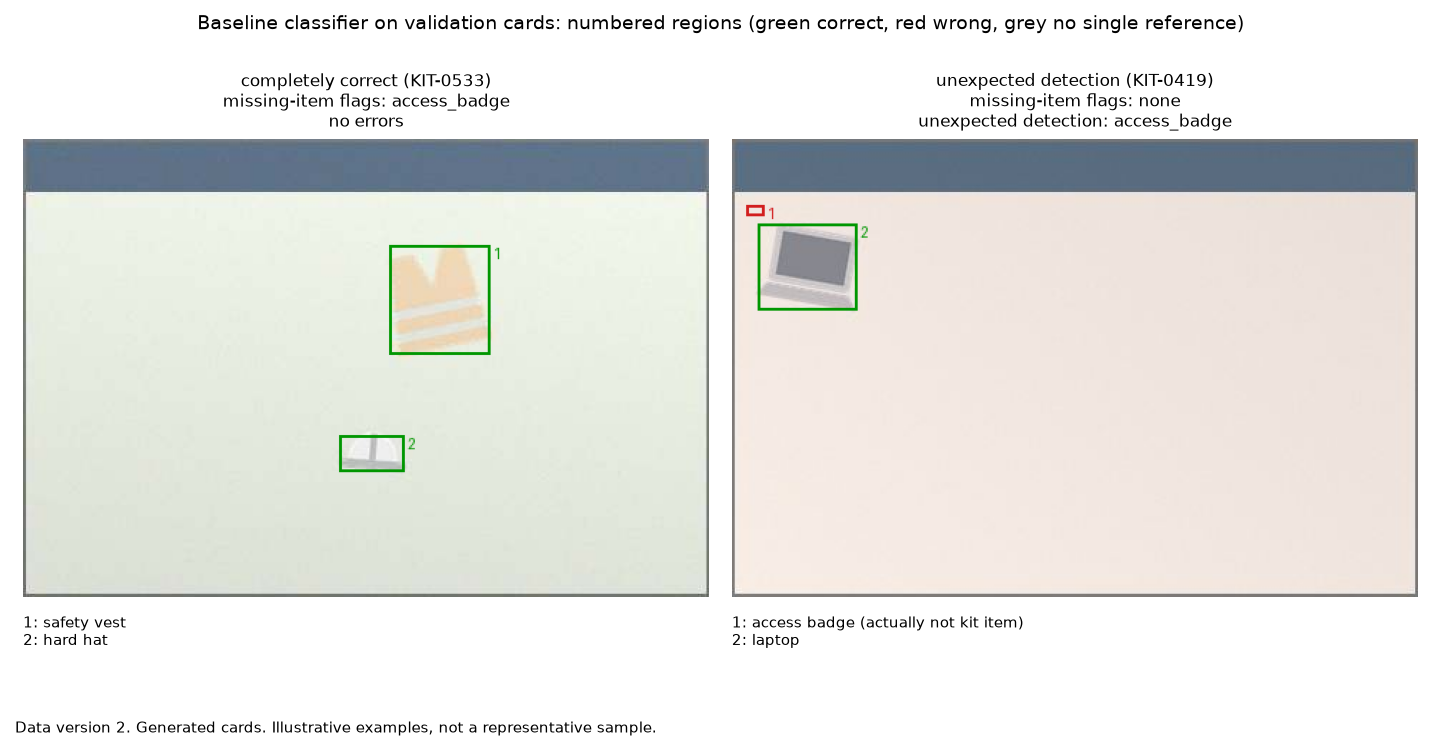 Baseline classifier on validation cards: numbered regions (green correct, red wrong, grey no single reference)
completely correct (KIT-0533)
missing-item flags: access_badge
no errors
1
2
1: safety vest
2: hard hat
unexpected detection (KIT-0419)
missing-item flags: none
unexpected detection: access_badge
1
2
1: access badge (actually not kit item)
2: laptop
Data version 2. Generated cards. Illustrative examples, not a representative sample.